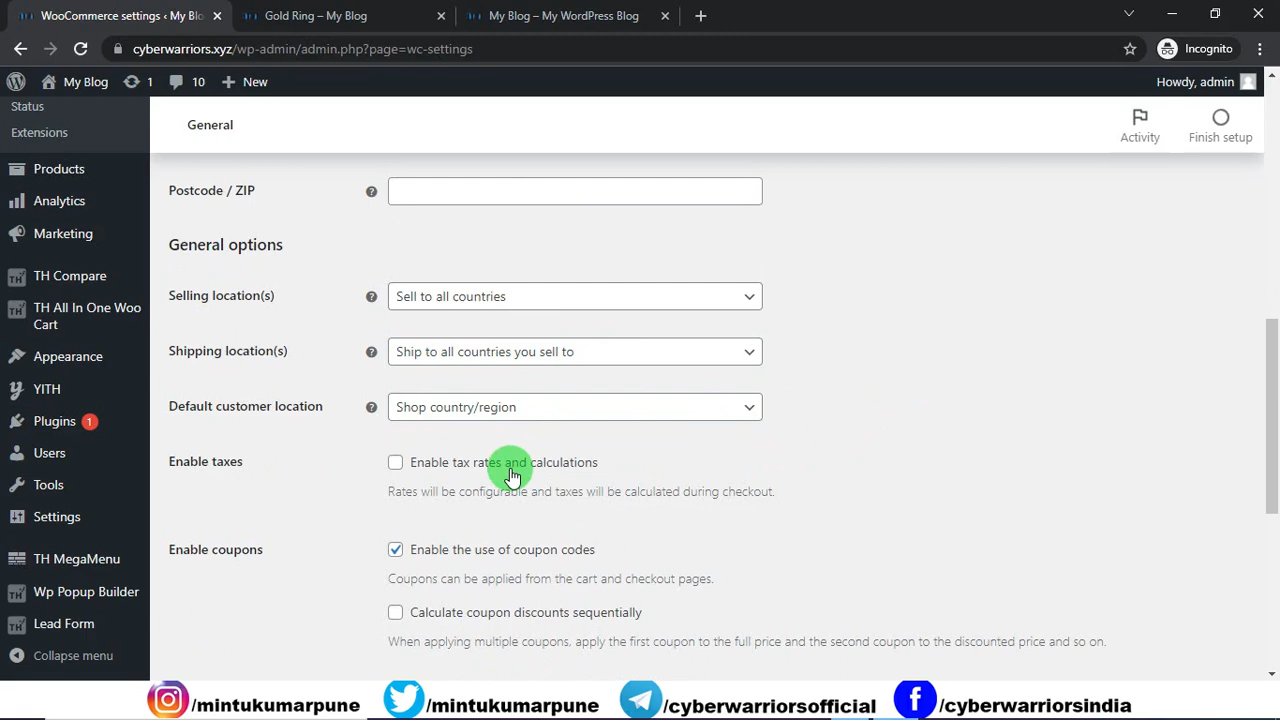 WooCommerce settings ‹ My Blo
Gold Ring – My Blog
My Blog – My WordPress Blog
cyberwarriors.xyz/wp-admin/admin.php?page=wc-settings
Incognito
My Blog
1
10
New
Howdy, admin
Status
Extensions
Products
Analytics
Marketing
TH Compare
TH All In One Woo
Cart
Appearance
YITH
Plugins 1
Users
Tools
Settings
TH MegaMenu
Wp Popup Builder
Lead Form
Collapse menu
General
Activity
Finish setup
Postcode / ZIP
General options
Selling location(s)
Sell to all countries
Shipping location(s)
Ship to all countries you sell to
Default customer location
Shop country/region
Enable taxes
Enable tax rates and calculations
Rates will be configurable and taxes will be calculated during checkout.
Enable coupons
Enable the use of coupon codes
Coupons can be applied from the cart and checkout pages.
Calculate coupon discounts sequentially
When applying multiple coupons, apply the first coupon to the full price and the second coupon to the discounted price and so on.
/mintukumarpune
/mintukumarpune
/cyberwarriorsofficial
/cyberwarriorsindia